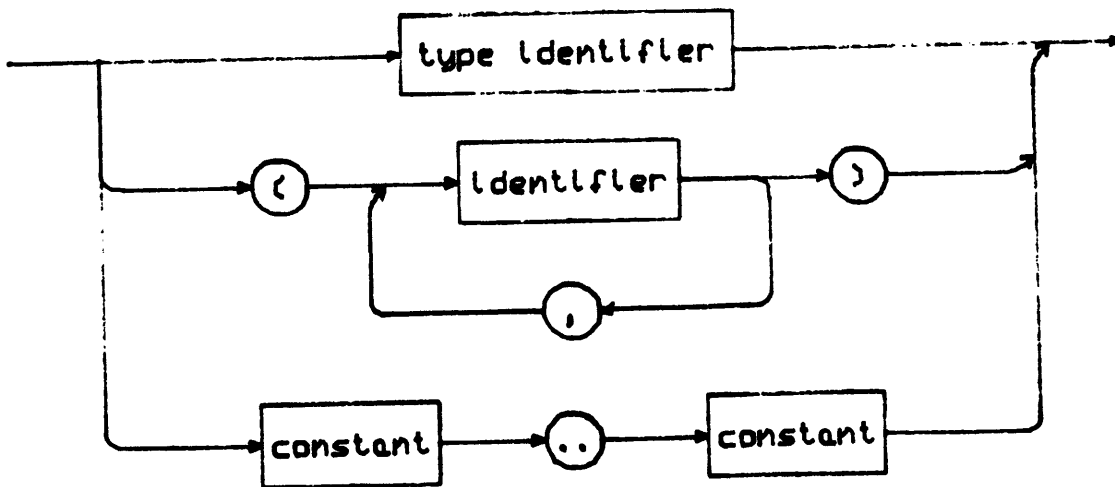 type identifier
( identifier )
,
constant .. constant